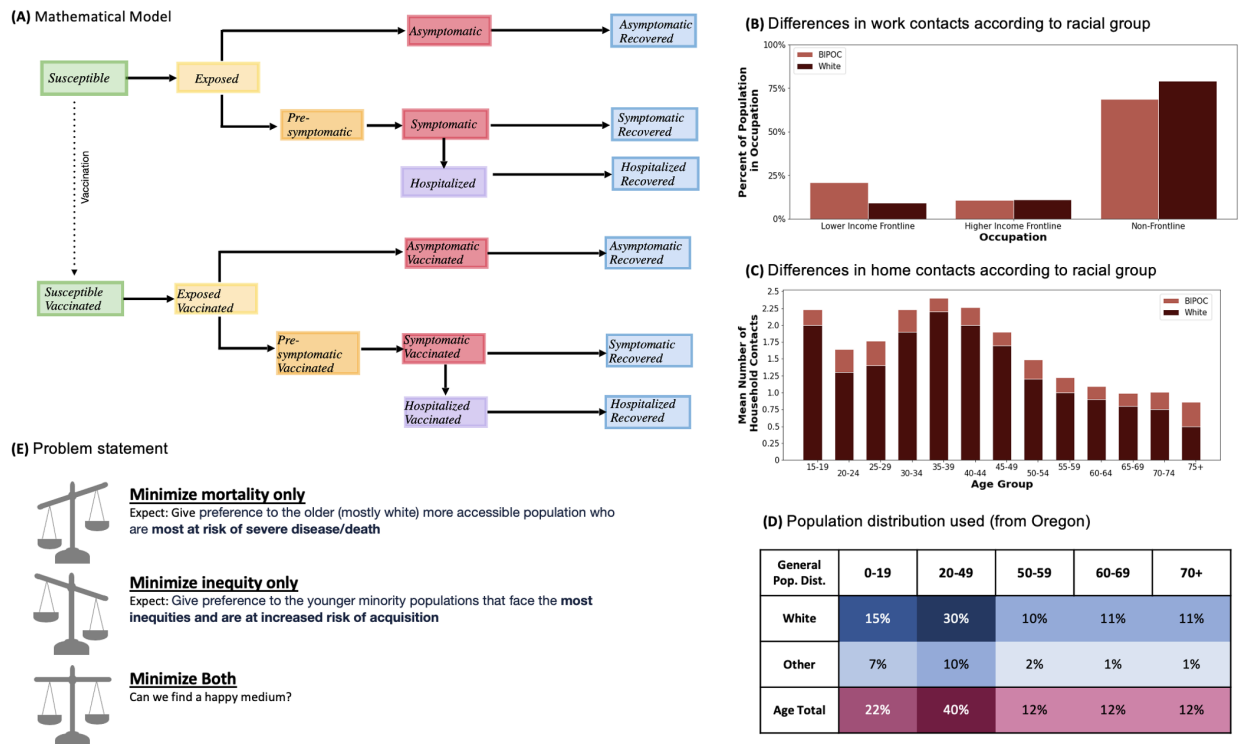 (A) Mathematical Model
Asymptomatic
Asymptomatic
Recovered
Susceptible
Exposed
Pre-
symptomatic
Symptomatic
Symptomatic
Recovered
Vaccination
Hospitalized
Hospitalized
Recovered
Asymptomatic
Vaccinated
Asymptomatic
Recovered
Susceptible
Vaccinated
Exposed
Vaccinated
Pre-
symptomatic
Vaccinated
Symptomatic
Vaccinated
Symptomatic
Recovered
Hospitalized
Vaccinated
Hospitalized
Recovered
(B) Differences in work contacts according to racial group
100%
75%
50%
25%
0%
Percent of Population
in Occupation
BIPOC
White
Lower Income Frontline
Higher Income Frontline
Non-Frontline
Occupation
(C) Differences in home contacts according to racial group
2.5
2.25
2.0
1.75
1.5
1.25
1.0
0.75
0.5
0.25
0
Mean Number of
Household Contacts
BIPOC
White
15-19
20-24
25-29
30-34
35-39
40-44
45-49
50-54
55-59
60-64
65-69
70-74
75+
Age Group
(E) Problem statement
Minimize mortality only
Expect: Give preference to the older (mostly white) more accessible population who
are most at risk of severe disease/death
Minimize inequity only
Expect: Give preference to the younger minority populations that face the most
inequities and are at increased risk of acquisition
Minimize Both
Can we find a happy medium?
(D) Population distribution used (from Oregon)
General
Pop. Dist.
0-19
20-49
50-59
60-69
70+
White
15%
30%
10%
11%
11%
Other
7%
10%
2%
1%
1%
Age Total
22%
40%
12%
12%
12%